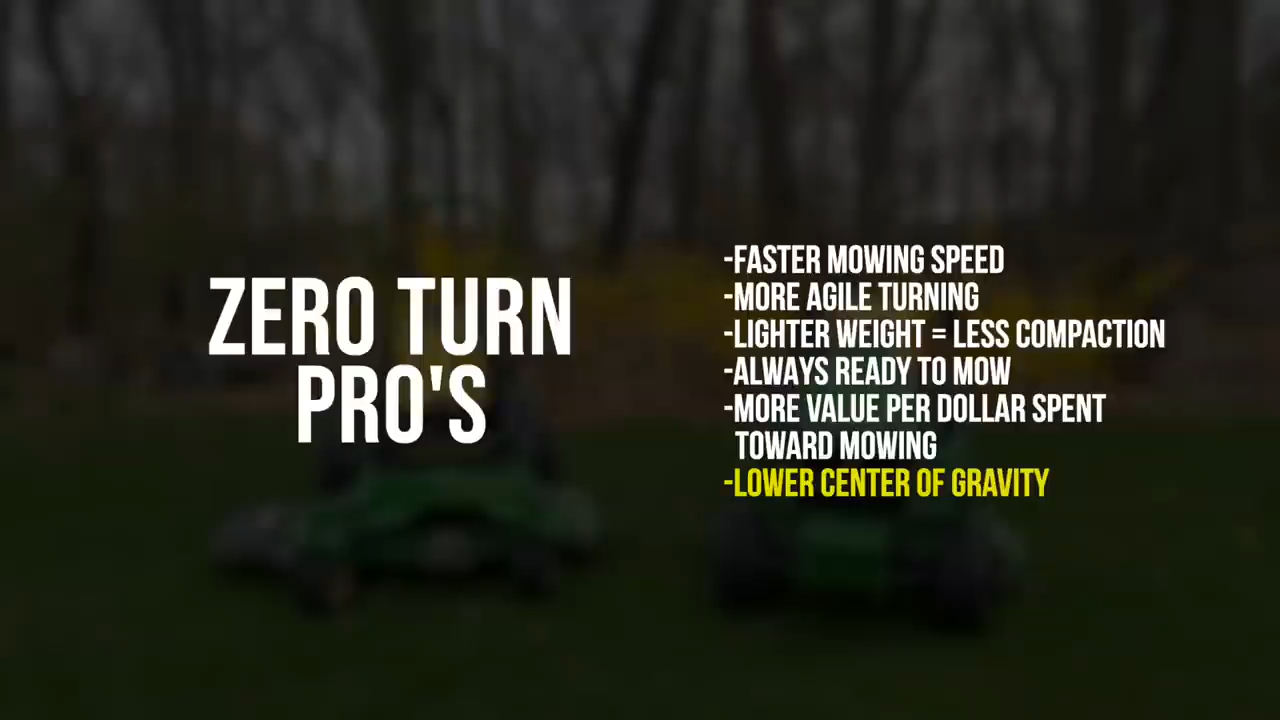 ZERO TURN
PRO'S
-FASTER MOWING SPEED
-MORE AGILE TURNING
-LIGHTER WEIGHT = LESS COMPACTION
-ALWAYS READY TO MOW
-MORE VALUE PER DOLLAR SPENT
TOWARD MOWING
-LOWER CENTER OF GRAVITY